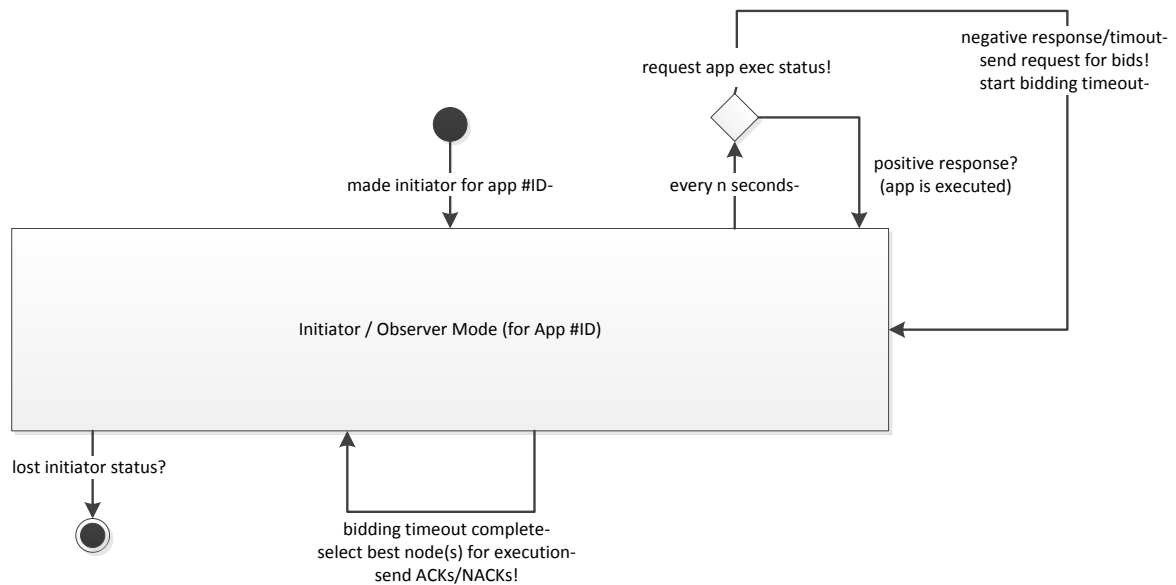 negative response/timout-
send request for bids!
start bidding timeout-
request app exec status!
positive response?
(app is executed)
made initiator for app #ID-
every n seconds-
Initiator / Observer Mode (for App #ID)
lost initiator status?
bidding timeout complete-
select best node(s) for execution-
send ACKs/NACKs!